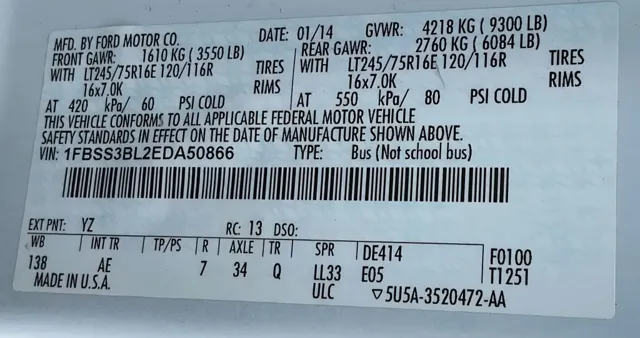 MFD. BY FORD MOTOR CO. DATE: 01/14 GVWR: 4218 KG ( 9300 LB)
FRONT GAWR: 1610 KG ( 3550 LB) REAR GAWR: 2760 KG ( 6084 LB)
WITH LT245/75R16E 120/116R TIRES WITH LT245/75R16E 120/116R TIRES
16x7.0K RIMS 16x7.0K RIMS
AT 420 kPa/ 60 PSI COLD AT 550 kPa/ 80 PSI COLD
THIS VEHICLE CONFORMS TO ALL APPLICABLE FEDERAL MOTOR VEHICLE
SAFETY STANDARDS IN EFFECT ON THE DATE OF MANUFACTURE SHOWN ABOVE.
VIN: 1FBSS3BL2EDA50866 TYPE: Bus (Not school bus)
EXT PNT: YZ RC: 13 DSO:
WB INT TR TP/PS R AXLE TR SPR DE414 F0100
138 AE 7 34 Q LL33 E05 T1251
MADE IN U.S.A. ULC ▽5U5A-3520472-AA